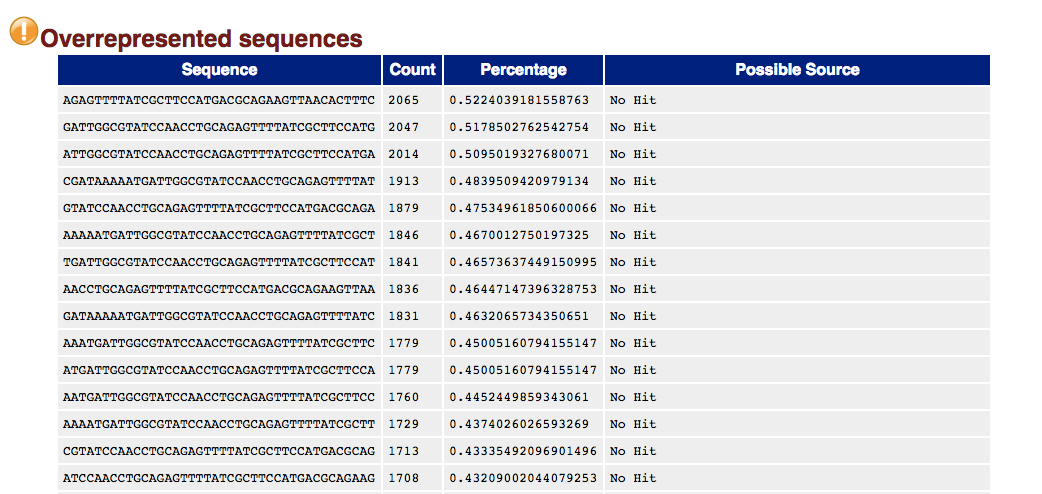 Overrepresented sequences
Sequence Count Percentage Possible Source
AGAGTTTTATCGCTTCCATGACGCAGAAGTTAACACTTTC 2065 0.5224039181558763 No Hit
GATTGGCGTATCCAACCTGCAGAGTTTTATCGCTTCCATG 2047 0.5178502762542754 No Hit
ATTGGCGTATCCAACCTGCAGAGTTTTATCGCTTCCATGA 2014 0.5095019327680071 No Hit
CGATAAAAATGATTGGCGTATCCAACCTGCAGAGTTTTAT 1913 0.4839509420979134 No Hit
GTATCCAACCTGCAGAGTTTTATCGCTTCCATGACGCAGA 1879 0.47534961850600066 No Hit
AAAAATGATTGGCGTATCCAACCTGCAGAGTTTTATCGCT 1846 0.4670012750197325 No Hit
TGATTGGCGTATCCAACCTGCAGAGTTTTATCGCTTCCAT 1841 0.46573637449150995 No Hit
AACCTGCAGAGTTTTATCGCTTCCATGACGCAGAAGTTAA 1836 0.46447147396328753 No Hit
GATAAAAATGATTGGCGTATCCAACCTGCAGAGTTTTATC 1831 0.4632065734350651 No Hit
AAATGATTGGCGTATCCAACCTGCAGAGTTTTATCGCTTC 1779 0.45005160794155147 No Hit
ATGATTGGCGTATCCAACCTGCAGAGTTTTATCGCTTCCA 1779 0.45005160794155147 No Hit
AATGATTGGCGTATCCAACCTGCAGAGTTTTATCGCTTCC 1760 0.4452449859343061 No Hit
AAAATGATTGGCGTATCCAACCTGCAGAGTTTTATCGCTT 1729 0.4374026026593269 No Hit
CGTATCCAACCTGCAGAGTTTTATCGCTTCCATGACGCAG 1713 0.43335492096901496 No Hit
ATCCAACCTGCAGAGTTTTATCGCTTCCATGACGCAGAAG 1708 0.43209002044079253 No Hit